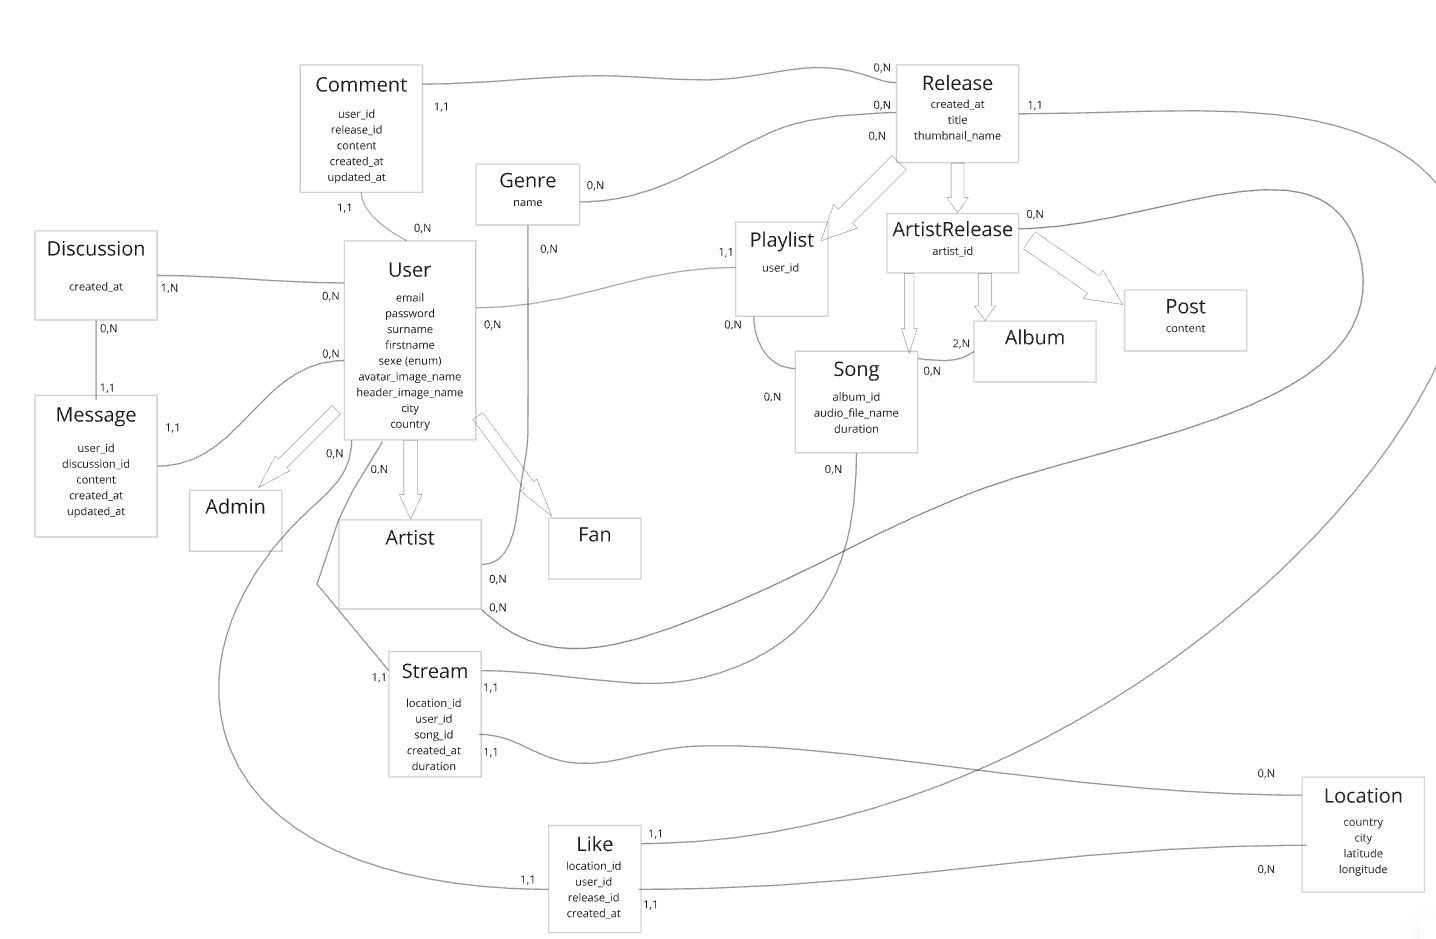 Comment
user_id
release_id
content
created_at
updated_at
1,1
1,1
0,N
0,N
0,N
0,N
Release
created_at
title
thumbnail_name
1,1
Genre
name
0,N
0,N
Discussion
created_at
1,N
0,N
User
email
password
surname
firstname
sexe (enum)
avatar_image_name
header_image_name
city
country
0,N
0,N
0,N
0,N
0,N
Playlist
user_id
1,1
0,N
ArtistRelease
artist_id
0,N
Post
content
Album
2,N
0,N
Song
album_id
audio_file_name
duration
0,N
0,N
Message
user_id
discussion_id
content
created_at
updated_at
1,1
1,1
Admin
Artist
0,N
0,N
Fan
Stream
location_id
user_id
song_id
created_at
duration
1,1
1,1
1,1
0,N
Location
country
city
latitude
longitude
0,N
Like
location_id
user_id
release_id
created_at
1,1
1,1
1,1